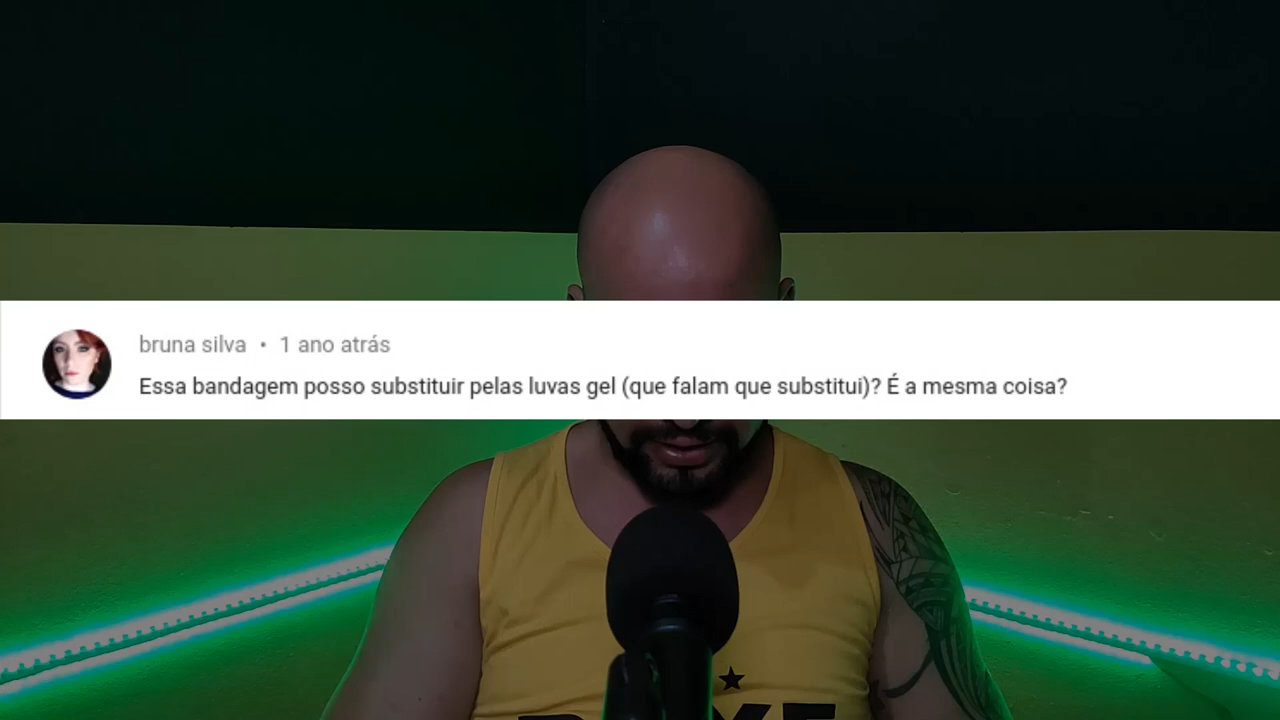 bruna silva • 1 ano atrás
Essa bandagem posso substituir pelas luvas gel (que falam que substitui)? É a mesma coisa?